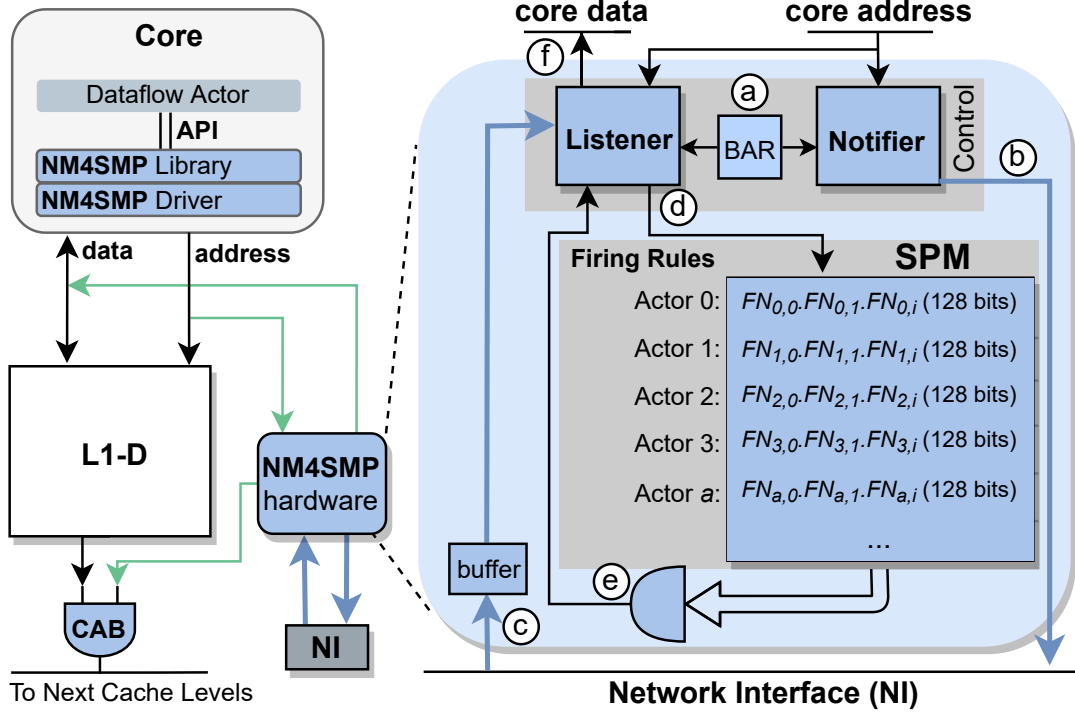 Core
Dataflow Actor
API
NM4SMP Library
NM4SMP Driver
data
address
L1-D
NM4SMP
hardware
CAB
NI
To Next Cache Levels
core data
core address
f
a
Listener
BAR
Notifier
Control
b
d
Firing Rules
SPM
Actor 0: FN0,0.FN0,1.FN0,i (128 bits)
Actor 1: FN1,0.FN1,1.FN1,i (128 bits)
Actor 2: FN2,0.FN2,1.FN2,i (128 bits)
Actor 3: FN3,0.FN3,1.FN3,i (128 bits)
Actor a: FNa,0.FNa,1.FNa,i (128 bits)
...
buffer
e
c
Network Interface (NI)